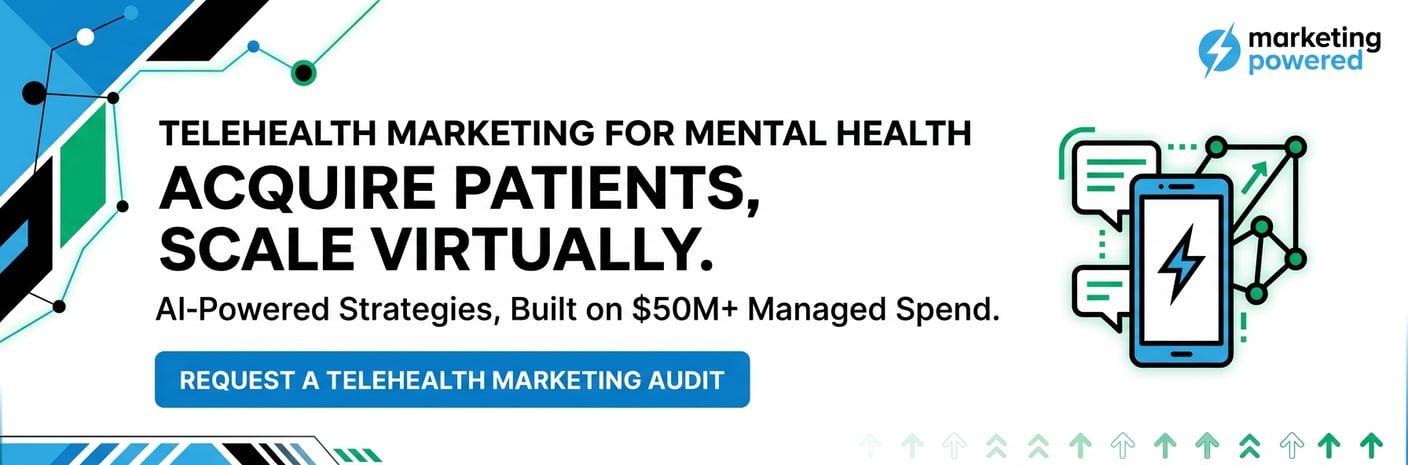 marketing
powered
TELEHEALTH MARKETING FOR MENTAL HEALTH
ACQUIRE PATIENTS,
SCALE VIRTUALLY.
AI-Powered Strategies, Built on $50M+ Managed Spend.
REQUEST A TELEHEALTH MARKETING AUDIT